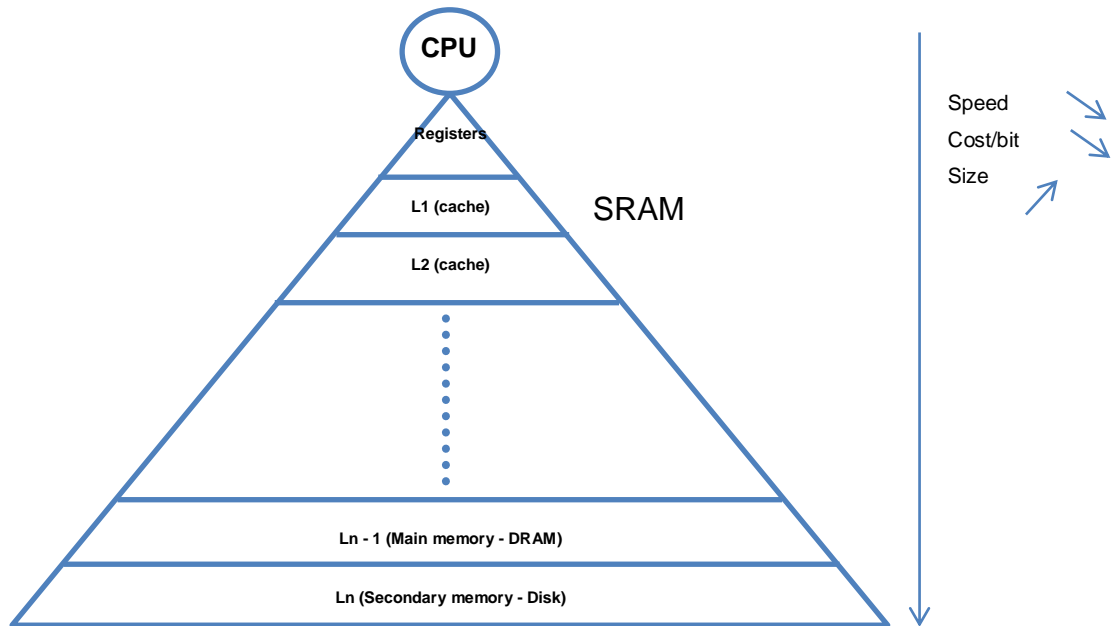 CPU
Registers
L1 (cache)
L2 (cache)
Ln - 1 (Main memory - DRAM)
Ln (Secondary memory - Disk)
SRAM
Speed
Cost/bit
Size